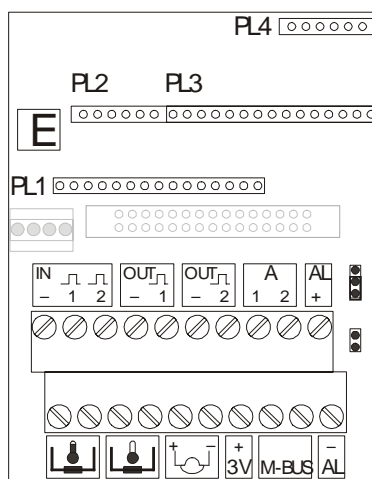 PL4
PL2 PL3
E
PL1
IN OUT OUT A AL
– 1 2 – 1 – 2 1 2 +
+ – + –
3V M-BUS AL